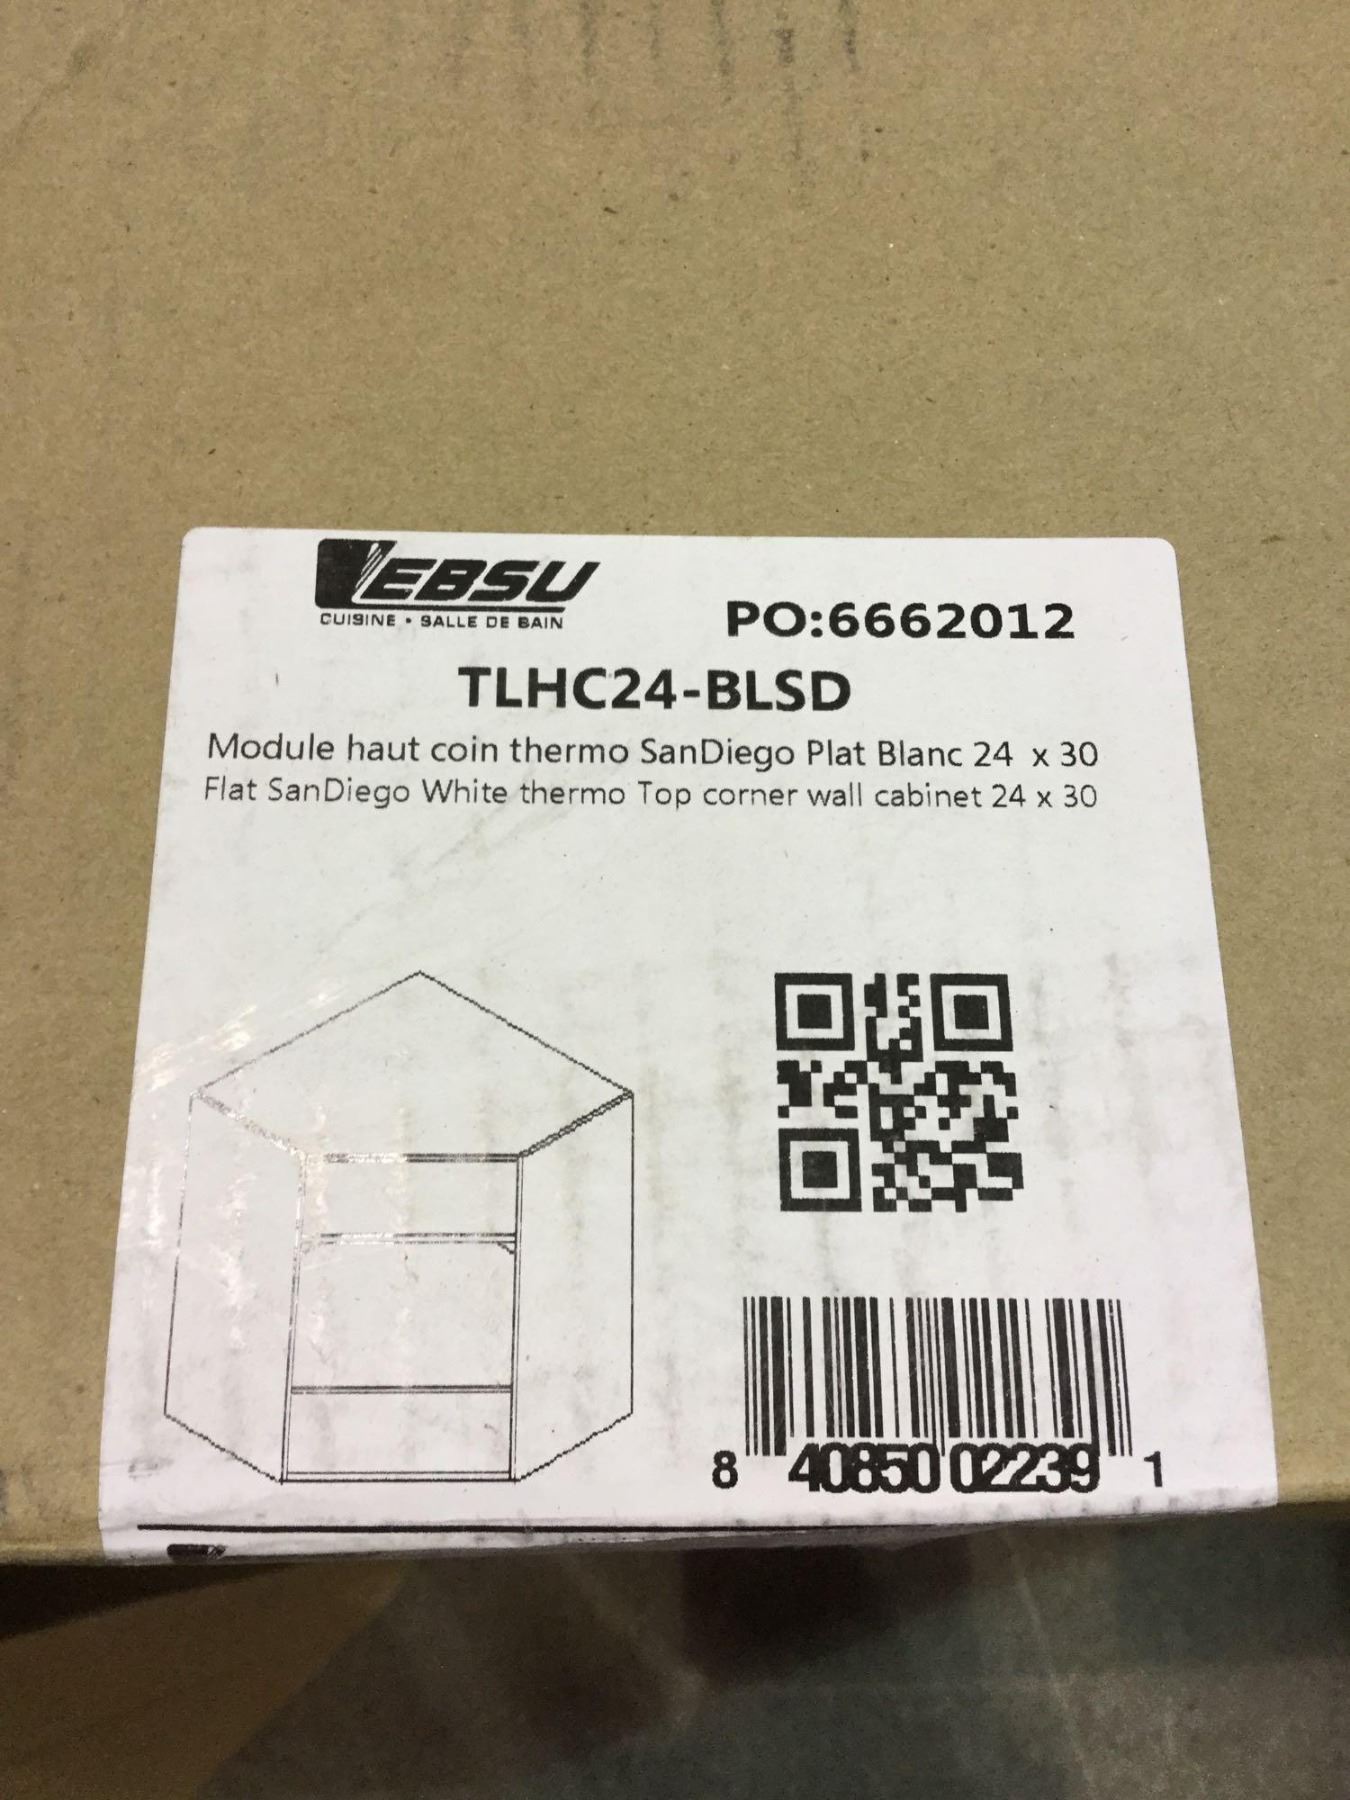 EBSU
CUISINE • SALLE DE BAIN
PO:6662012
TLHC24-BLSD
Module haut coin thermo SanDiego Plat Blanc 24 x 30
Flat SanDiego White thermo Top corner wall cabinet 24 x 30
8 40850 02239 1